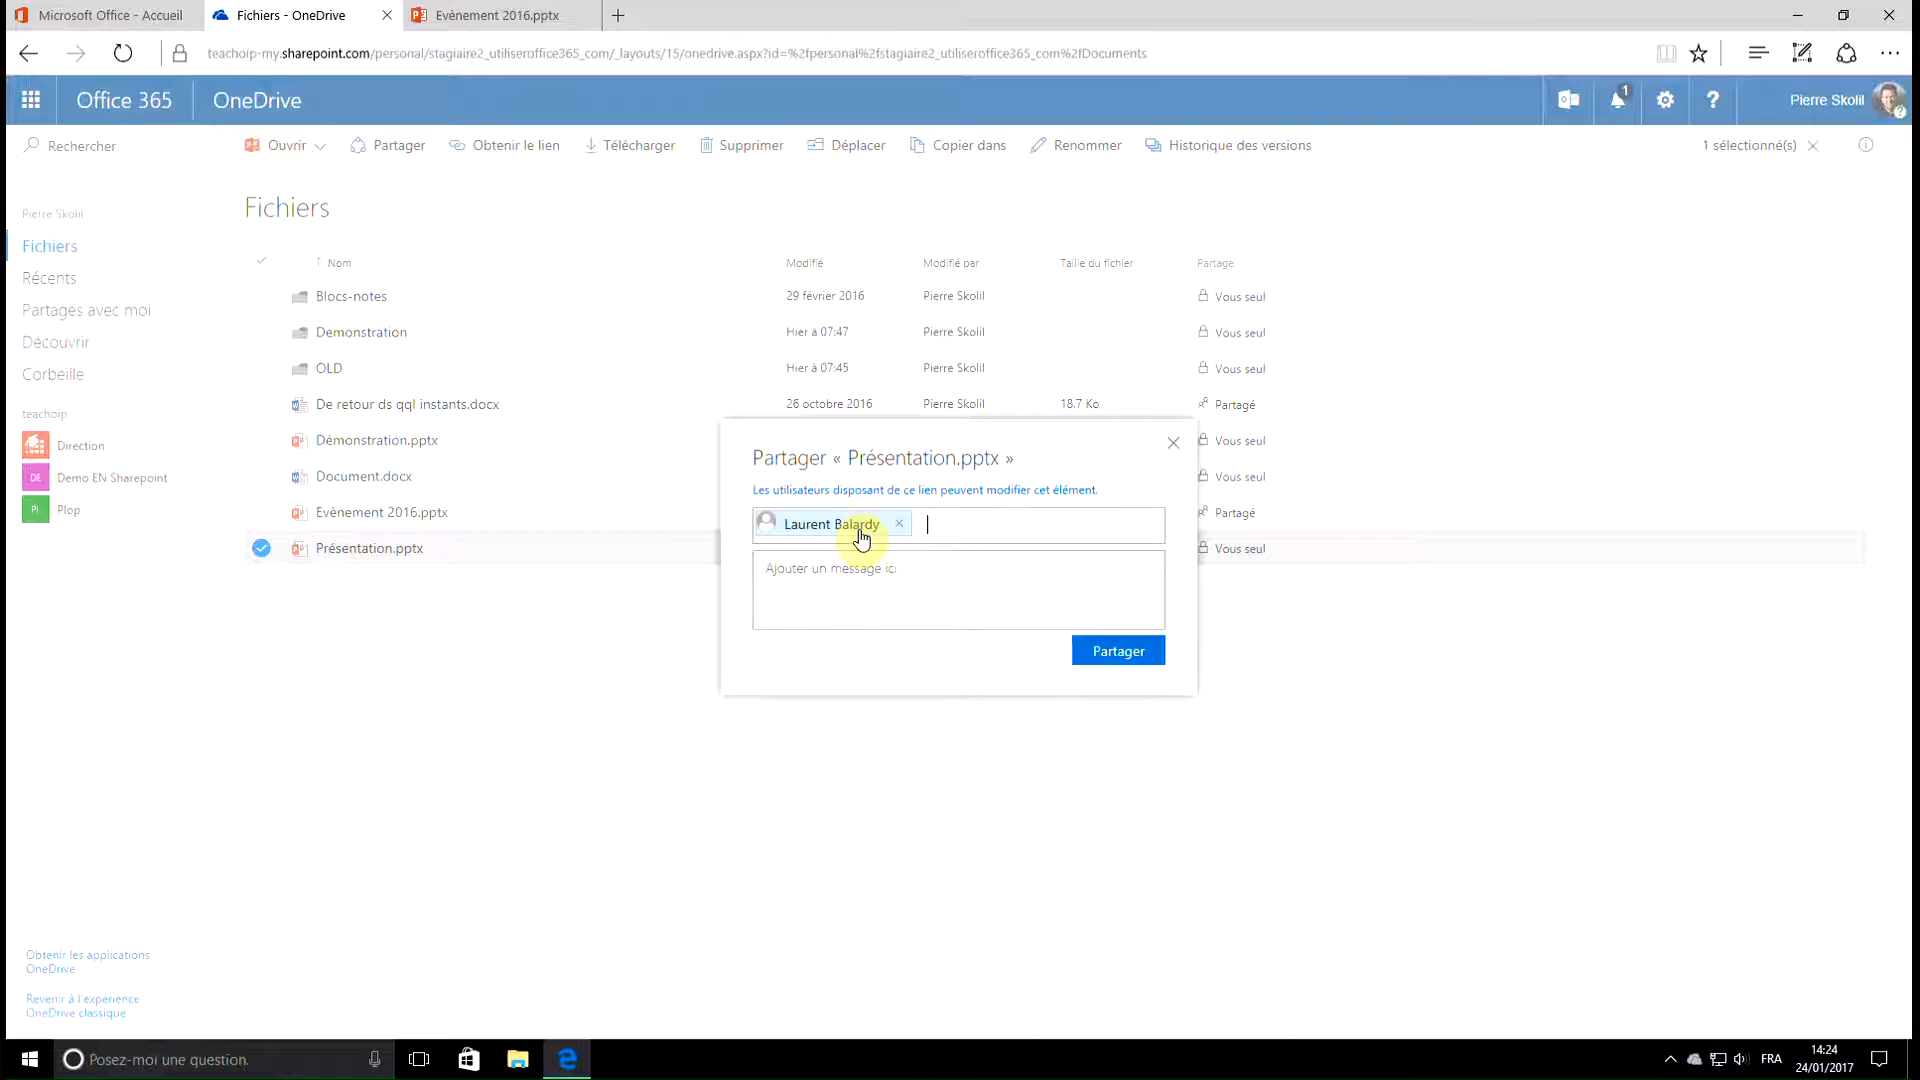 Microsoft Office - Accueil
Fichiers - OneDrive
Evènement 2016.pptx
teachoip-my.sharepoint.com/personal/stagiaire2_utiliseroffice365_com/_layouts/15/onedrive.aspx?id=%2fpersonal%2fstagiaire2_utiliseroffice365_com%2fDocuments
Office 365
OneDrive
1
?
Pierre Skolil
Rechercher
Ouvrir
Partager
Obtenir le lien
Télécharger
Supprimer
Déplacer
Copier dans
Renommer
Historique des versions
1 sélectionné(s)
Pierre Skolil
Fichiers
Récents
Partagés avec moi
Découvrir
Corbeille
teachoip
Direction
DE Demo EN Sharepoint
Pl Plop
Obtenir les applications
OneDrive
Revenir à l'expérience
OneDrive classique
Fichiers
Nom Modifié Modifié par Taille du fichier Partage
Blocs-notes 29 février 2016 Pierre Skolil Vous seul
Demonstration Hier à 07:47 Pierre Skolil Vous seul
OLD Hier à 07:45 Pierre Skolil Vous seul
De retour ds qql instants.docx 26 octobre 2016 Pierre Skolil 18.7 Ko Partagé
Démonstration.pptx Vous seul
Document.docx Vous seul
Evènement 2016.pptx Partagé
Présentation.pptx Vous seul
Partager « Présentation.pptx »
Les utilisateurs disposant de ce lien peuvent modifier cet élément.
Laurent Balardy
Ajouter un message ici
Partager
Posez-moi une question.
FRA
14:24
24/01/2017